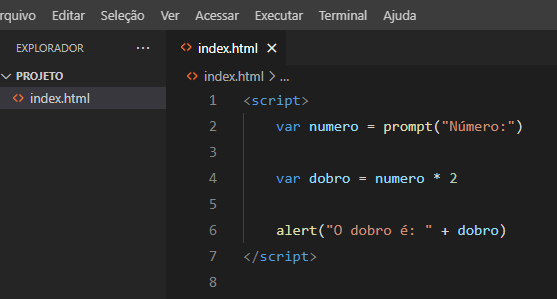 rquivo Editar Seleção Ver Acessar Executar Terminal Ajuda
EXPLORADOR ...
PROJETO
<> index.html
<> index.html ×
<> index.html > ...
1 <script>
2 var numero = prompt("Número:")
3
4 var dobro = numero * 2
5
6 alert("O dobro é: " + dobro)
7 </script>
8